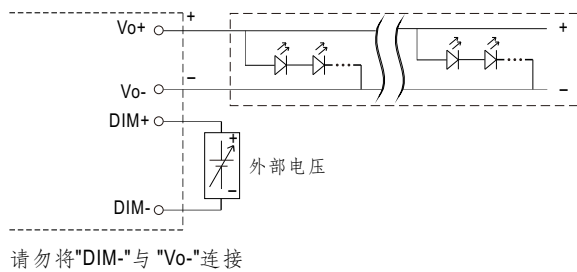 Vo+
+
+
−
−
Vo-
DIM+
+
外部电压
−
DIM-
请勿将"DIM-"与 "Vo-"连接